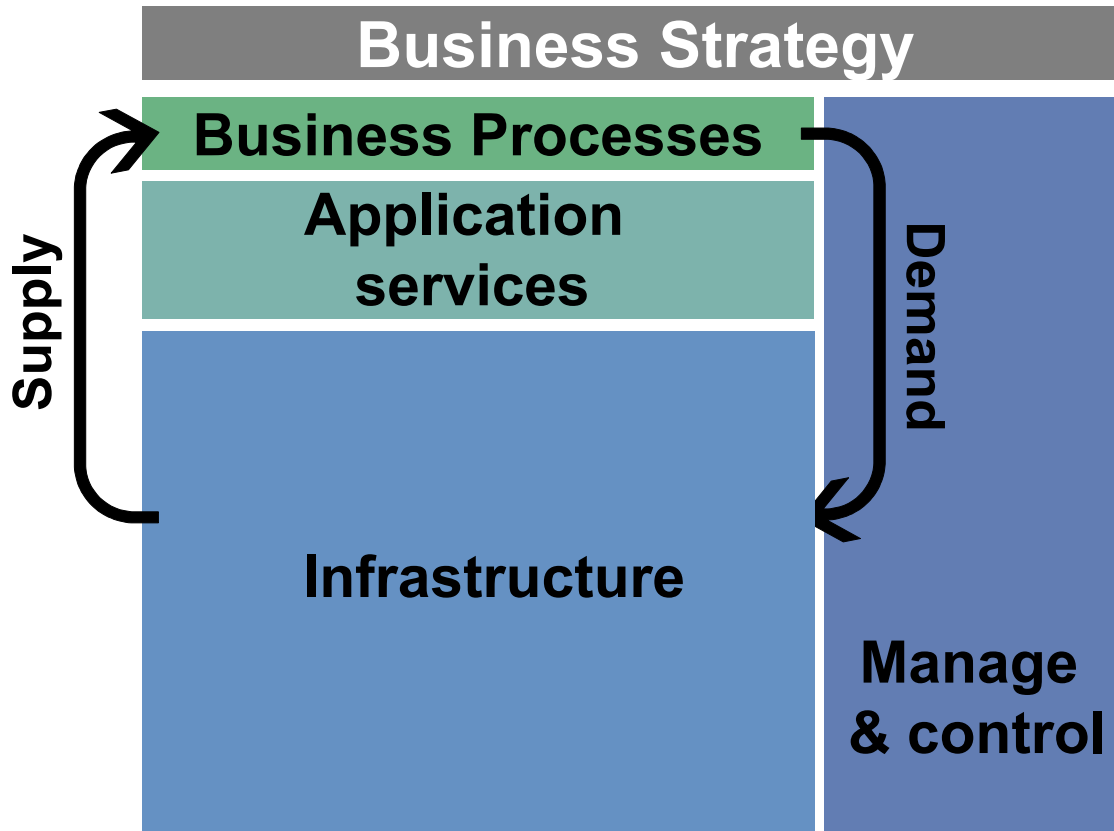 Business Strategy
Business Processes
Application
services
Supply
Demand
Infrastructure
Manage
& control